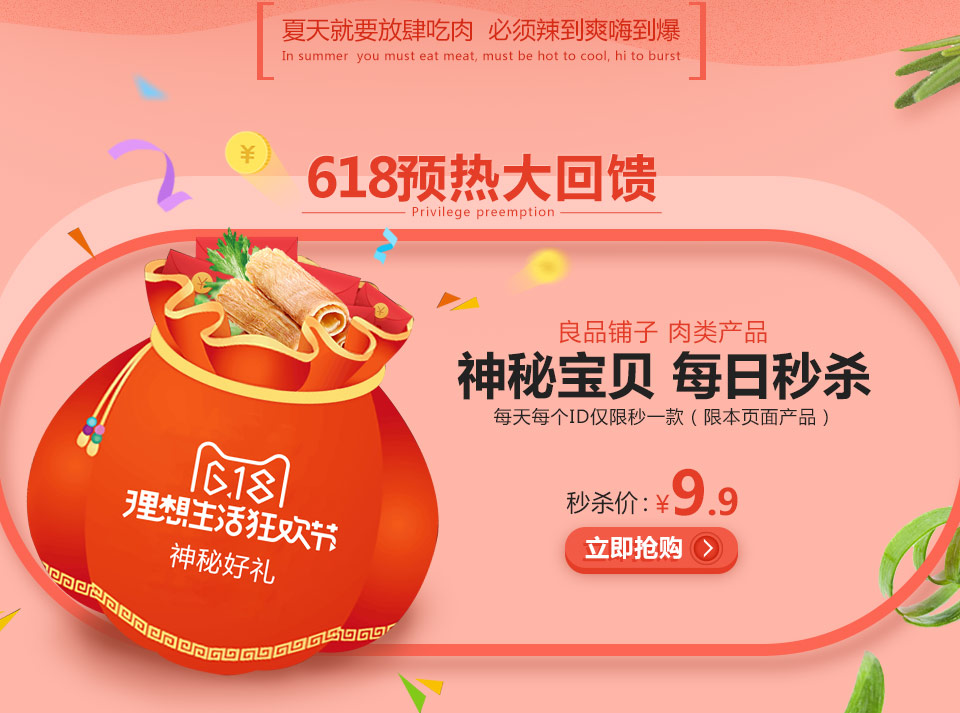 夏天就要放肆吃肉 必须辣到爽嗨到爆
In summer you must eat meat, must be hot to cool, hi to burst
¥
618预热大回馈
Privilege preemption
良品铺子 肉类产品
神秘宝贝 每日秒杀
每天每个ID仅限秒一款（限本页面产品）
6.18
理想生活狂欢节
神秘好礼
秒杀价：¥9.9
立即抢购